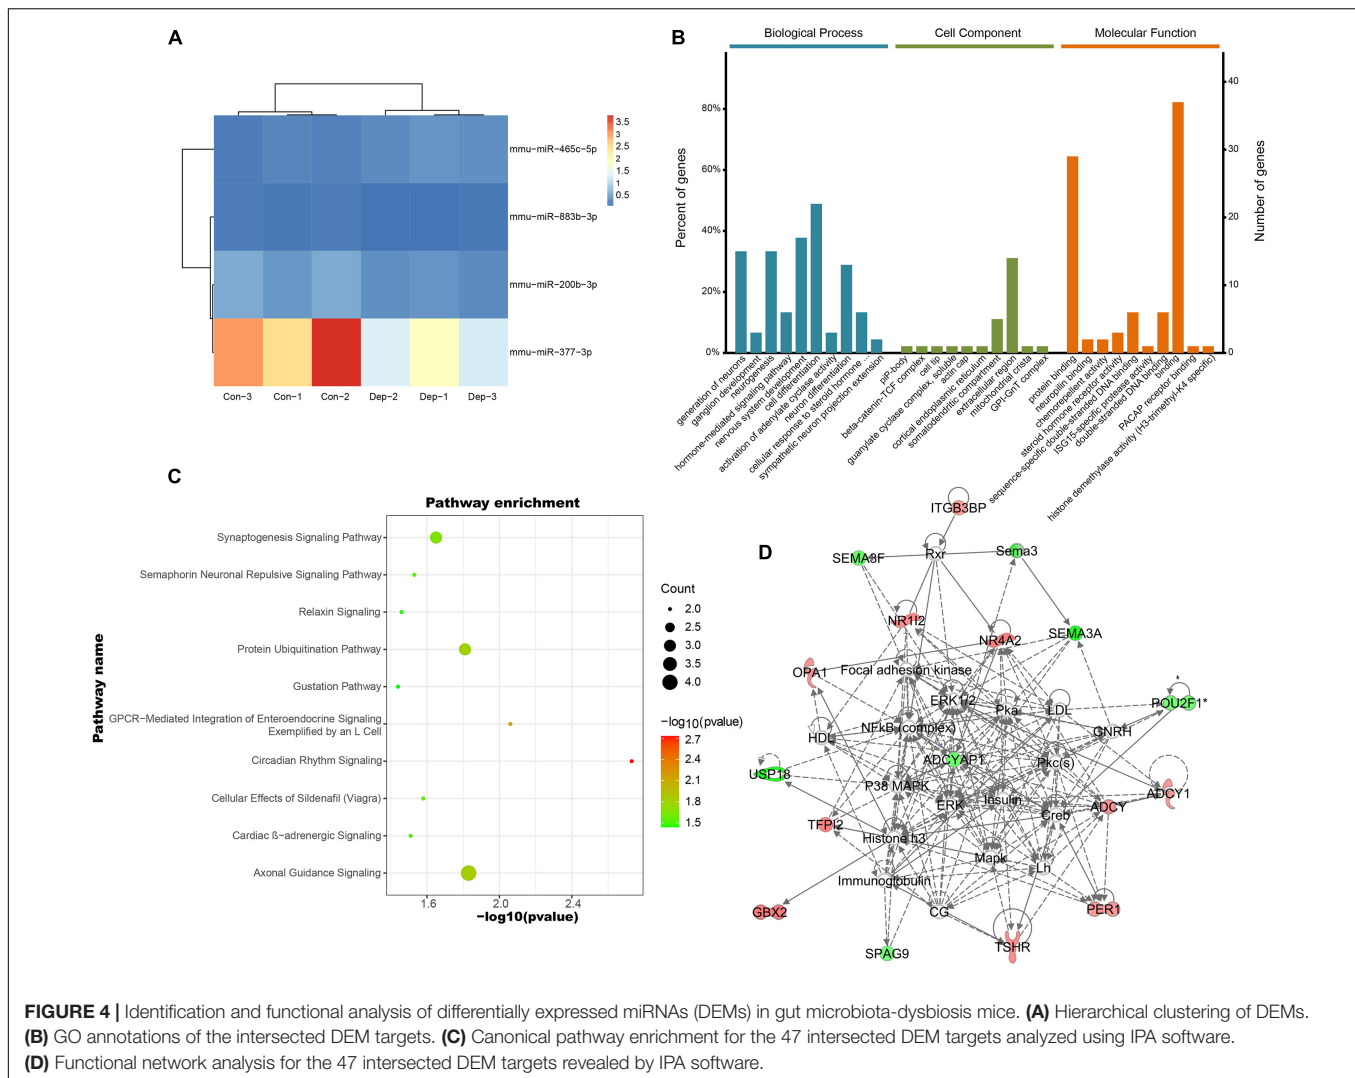 A
mmu-miR-465c-5p
mmu-miR-883b-3p
mmu-miR-200b-3p
mmu-miR-377-3p
3.5
3
2.5
2
1.5
1
0.5
Con-3 Con-1 Con-2 Dep-2 Dep-1 Dep-3
B
Biological Process Cell Component Molecular Function
Percent of genes
80%
60%
40%
20%
0%
Number of genes
40
30
20
10
0
generation of neurons
ganglion development
neurogenesis
hormone-mediated signaling pathway
nervous system development
cell differentiation
activation of adenylate cyclase activity
neuron differentiation
cellular response to steroid hormone ...
sympathetic neuron projection extension
piP-body
beta-catenin-TCF complex
cell tip
guanylate cyclase complex, soluble
actin cap
cortical endoplasmic reticulum
somatodendritic compartment
extracellular region
mitochondrial crista
GPI-GnT complex
protein binding
neuropilin binding
chemorepellent activity
steroid hormone receptor activity
sequence-specific double-stranded DNA binding
ISG15-specific protease activity
double-stranded DNA binding
binding
PACAP receptor binding
histone demethylase activity (H3-trimethyl-K4 specific)
C
Pathway enrichment
Pathway name
Synaptogenesis Signaling Pathway
Semaphorin Neuronal Repulsive Signaling Pathway
Relaxin Signaling
Protein Ubiquitination Pathway
Gustation Pathway
GPCR-Mediated Integration of Enteroendocrine Signaling
Exemplified by an L Cell
Circadian Rhythm Signaling
Cellular Effects of Sildenafil (Viagra)
Cardiac ß-adrenergic Signaling
Axonal Guidance Signaling
1.6 2.0 2.4
-log10(pvalue)
Count
2.0
2.5
3.0
3.5
4.0
-log10(pvalue)
2.7
2.4
2.1
1.8
1.5
D
ITGB3BP
SEMA3F
Rxr
Sema3
NR1I2
NR4A2
SEMA3A
OPA1
Focal adhesion kinase
ERK1/2
Pka
LDL
*
POU2F1*
HDL
NFkB (complex)
GNRH
ADCYAP1
Pkc(s)
USP18
P38 MAPK
ERK
Insulin
Creb
ADCY
ADCY1
TFPI2
Histone h3
Mapk
Lh
Immunoglobulin
GBX2
CG
PER1
SPAG9
TSHR
FIGURE 4 | Identification and functional analysis of differentially expressed miRNAs (DEMs) in gut microbiota-dysbiosis mice. (A) Hierarchical clustering of DEMs.
(B) GO annotations of the intersected DEM targets. (C) Canonical pathway enrichment for the 47 intersected DEM targets analyzed using IPA software.
(D) Functional network analysis for the 47 intersected DEM targets revealed by IPA software.